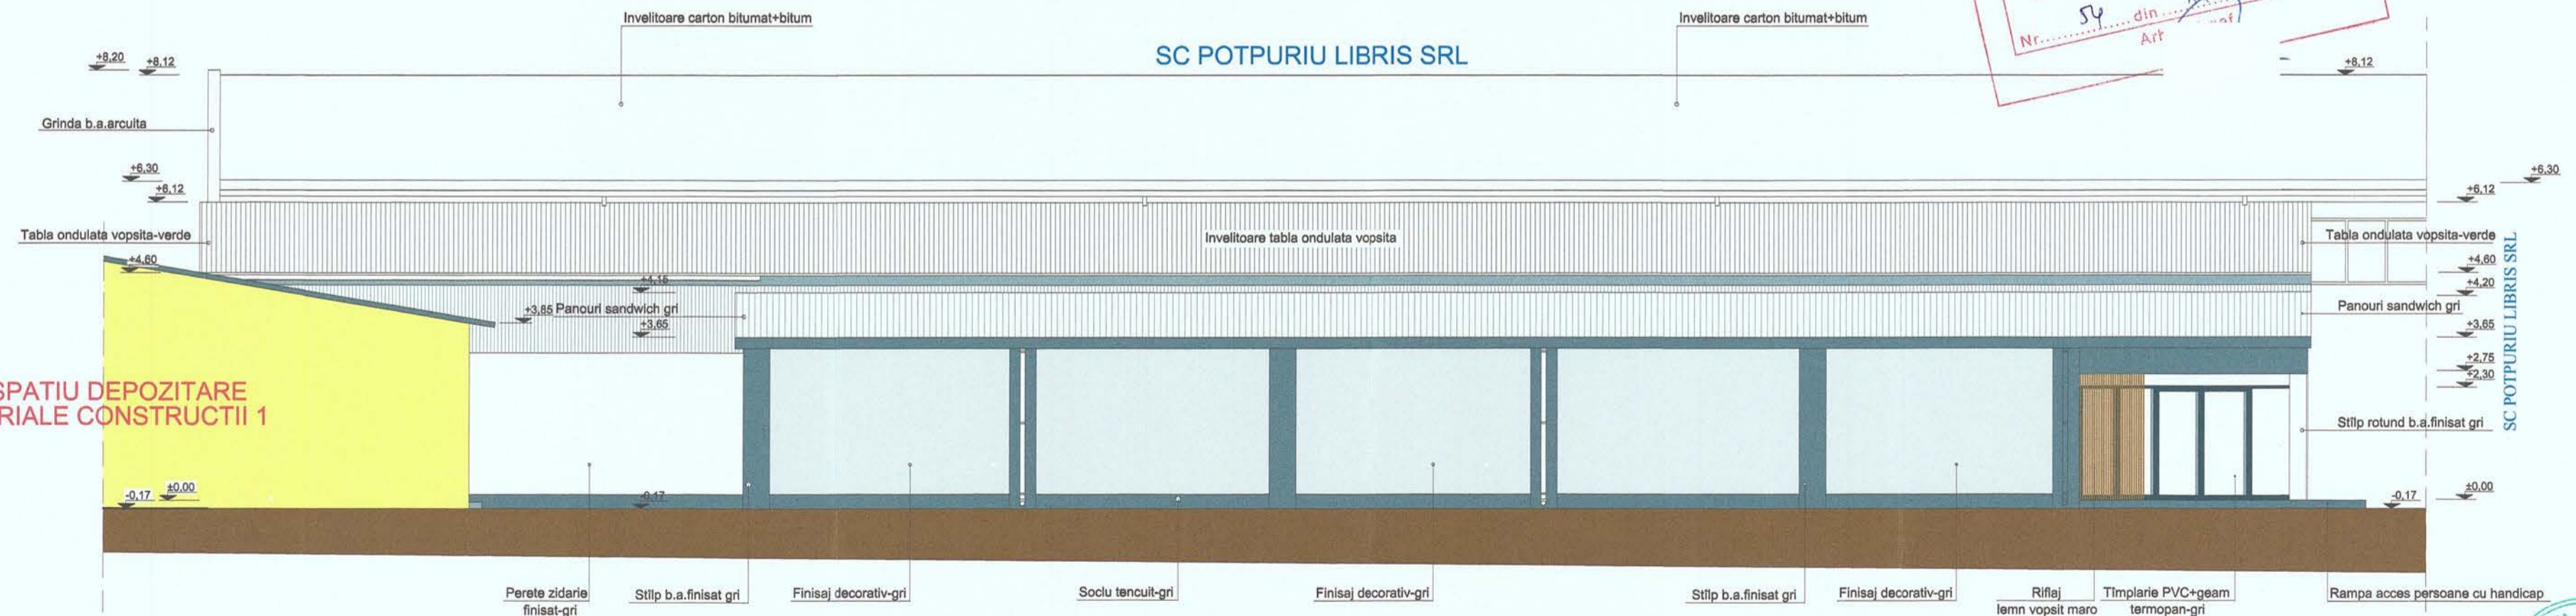 Invelitoare carton bitumat+bitum
Invelitoare carton bitumat+bitum
Nr. 54 din
SC POTPURIU LIBRIS SRL
+8,20
+8,12
+8,12
Grinda b.a.arcuita
+6,30
+6,12
+6,30
+6,12
Tabla ondulata vopsita-verde
Invelitoare tabla ondulata vopsita
Tabla ondulata vopsita-verde
+4,60
+4,60
+4,15
+4,20
+3,85
Panouri sandwich gri
Panouri sandwich gri
+3,65
+3,65
+2,75
+2,30
SC POTPURIU LIBRIS SRL
SPATIU DEPOZITARE
RIALE CONSTRUCTII 1
Stîlp rotund b.a.finisat gri
-0,17
±0,00
-0,17
-0,17
±0,00
Perete zidarie
finisat-gri
Stîlp b.a.finisat gri
Finisaj decorativ-gri
Soclu tencuit-gri
Finisaj decorativ-gri
Stîlp b.a.finisat gri
Finisaj decorativ-gri
Riflaj
lemn vopsit maro
Tîmplarie PVC+geam
termopan-gri
Rampa acces persoane cu handicap